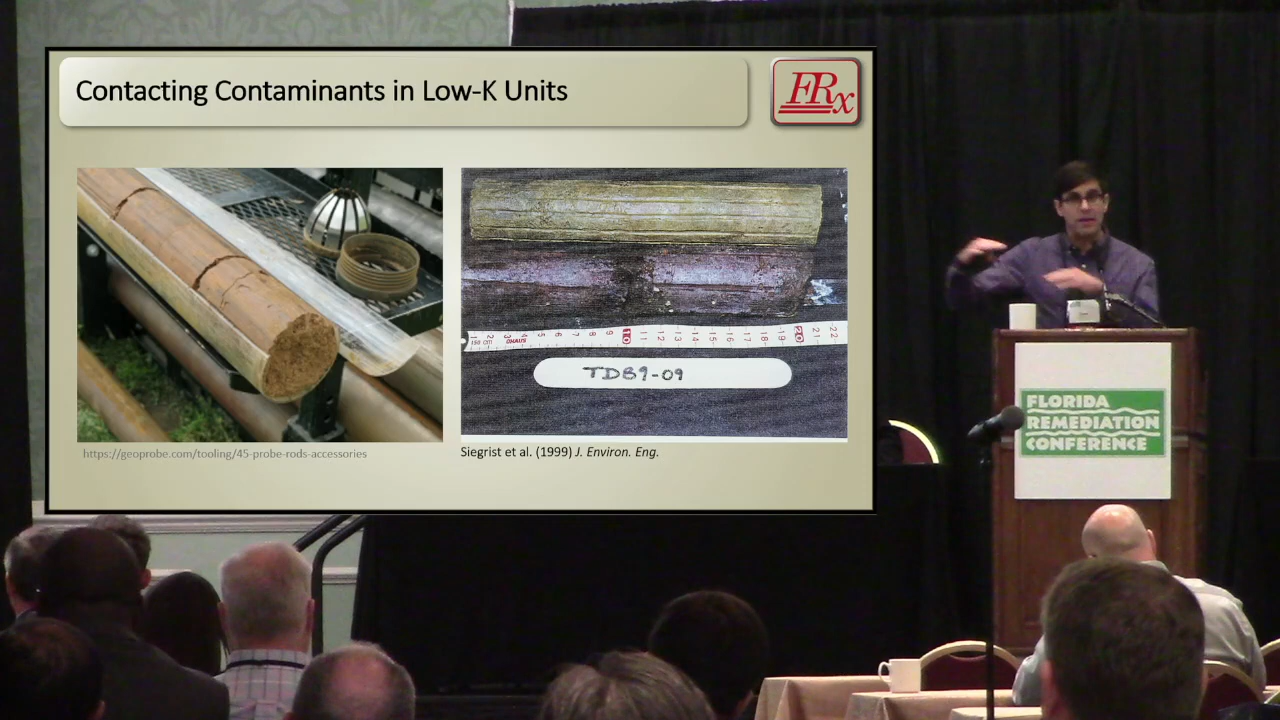 Contacting Contaminants in Low-K Units
FRx
TDB9-09
https://geoprobe.com/tooling/45-probe-rods-accessories
Siegrist et al. (1999) J. Environ. Eng.
FLORIDA
REMEDIATION
CONFERENCE